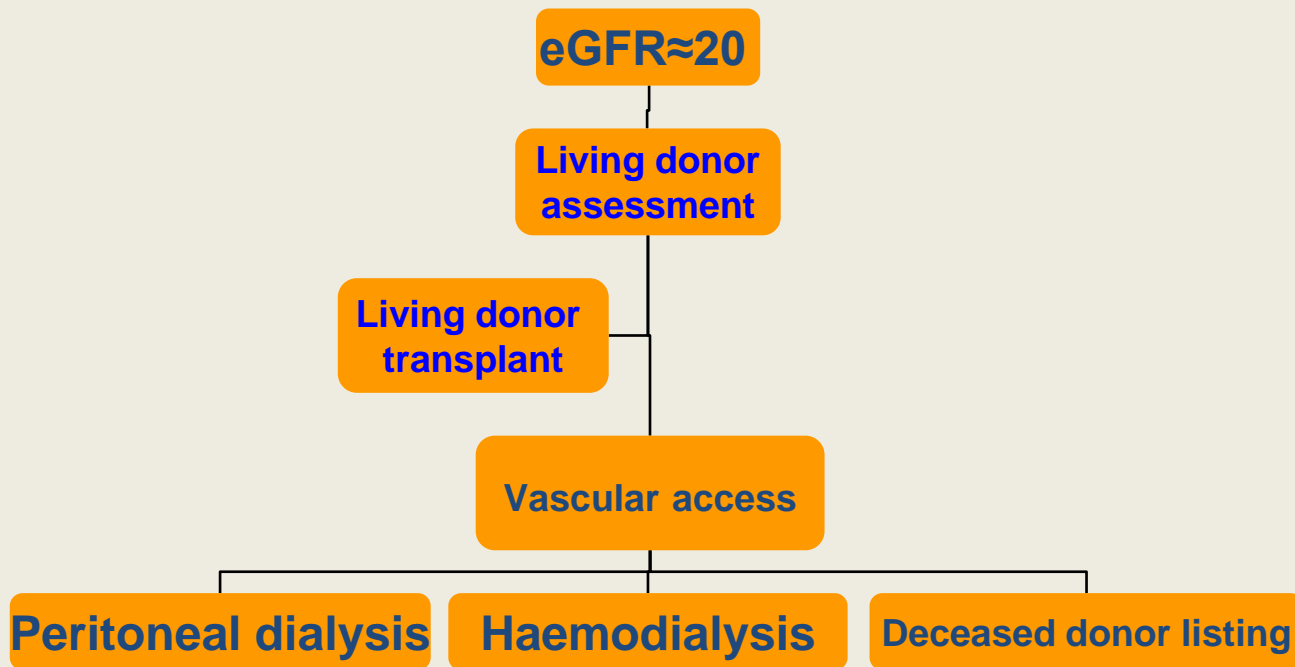 eGFR≈20
Living donor
assessment
Living donor
transplant
Vascular access
Peritoneal dialysis
Haemodialysis
Deceased donor listing